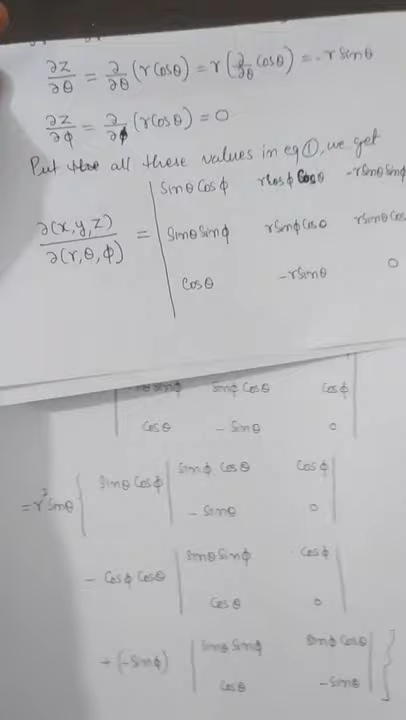 ∂z/∂θ = ∂/∂θ (r cosθ) = r (∂/∂θ cosθ) = -r sinθ
∂z/∂φ = ∂/∂φ (r cosθ) = 0
Put all these values in eq ①, we get
∂(x,y,z)/∂(r,θ,φ) = | sinθ cosφ r cosφ cosθ -r sinθ sinφ
sinθ sinφ r sinφ cosθ r sinθ cos
cosθ -r sinθ 0
sinφ sinφ cosθ cosφ |
cosθ - sinθ 0 |
= r² sinθ { sinθ cosφ | sinφ cosθ cosφ |
- sinθ 0 |
- cosφ cosθ | sinθ sinφ cosφ |
cosθ 0 |
+ (-sinφ) | sinθ sinφ sinφ cosθ | }
cosθ - sinθ |